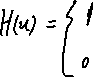 H(u) = { 1
0